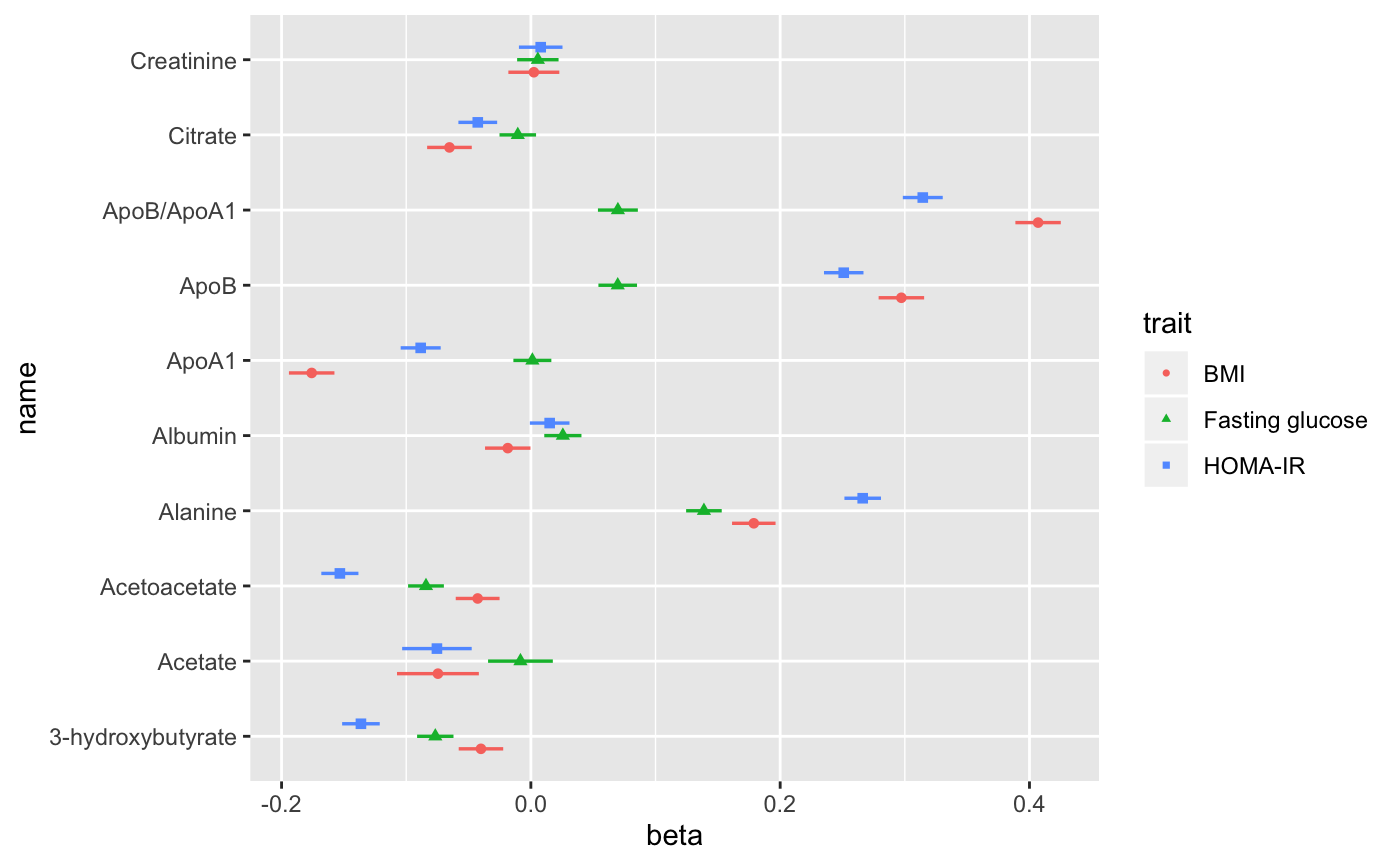 Creatinine
Citrate
ApoB/ApoA1
ApoB
ApoA1
Albumin
Alanine
Acetoacetate
Acetate
3-hydroxybutyrate
name
-0.2 0.0 0.2 0.4
beta
trait
BMI
Fasting glucose
HOMA-IR